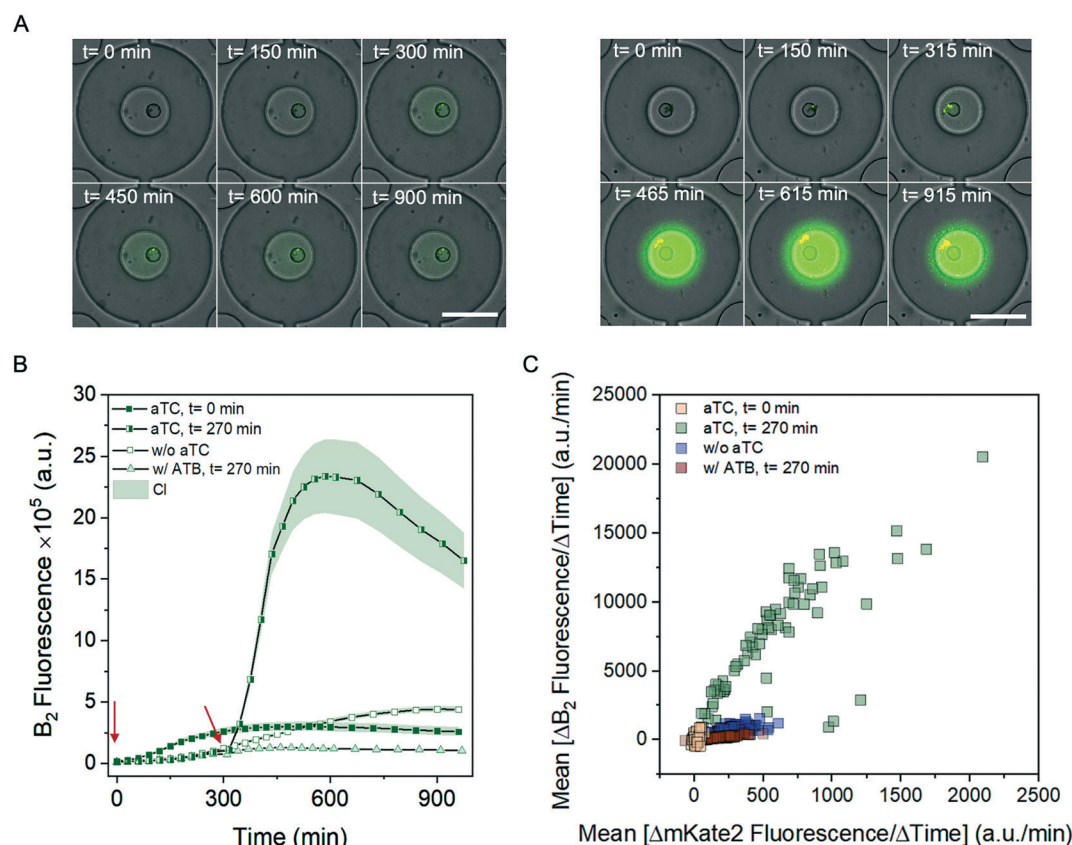 A
t= 0 min
t= 150 min
t= 300 min
t= 450 min
t= 600 min
t= 900 min
t= 0 min
t= 150 min
t= 315 min
t= 465 min
t= 615 min
t= 915 min
B
B₂ Fluorescence ×10⁵ (a.u.)
30
25
20
15
10
5
0
aTC, t= 0 min
aTC, t= 270 min
w/o aTC
w/ ATB, t= 270 min
CI
0
300
600
900
Time (min)
C
Mean [ΔB₂ Fluorescence/ΔTime] (a.u./min)
25000
20000
15000
10000
5000
0
aTC, t= 0 min
aTC, t= 270 min
w/o aTC
w/ ATB, t= 270 min
0
500
1000
1500
2000
2500
Mean [ΔmKate2 Fluorescence/ΔTime] (a.u./min)